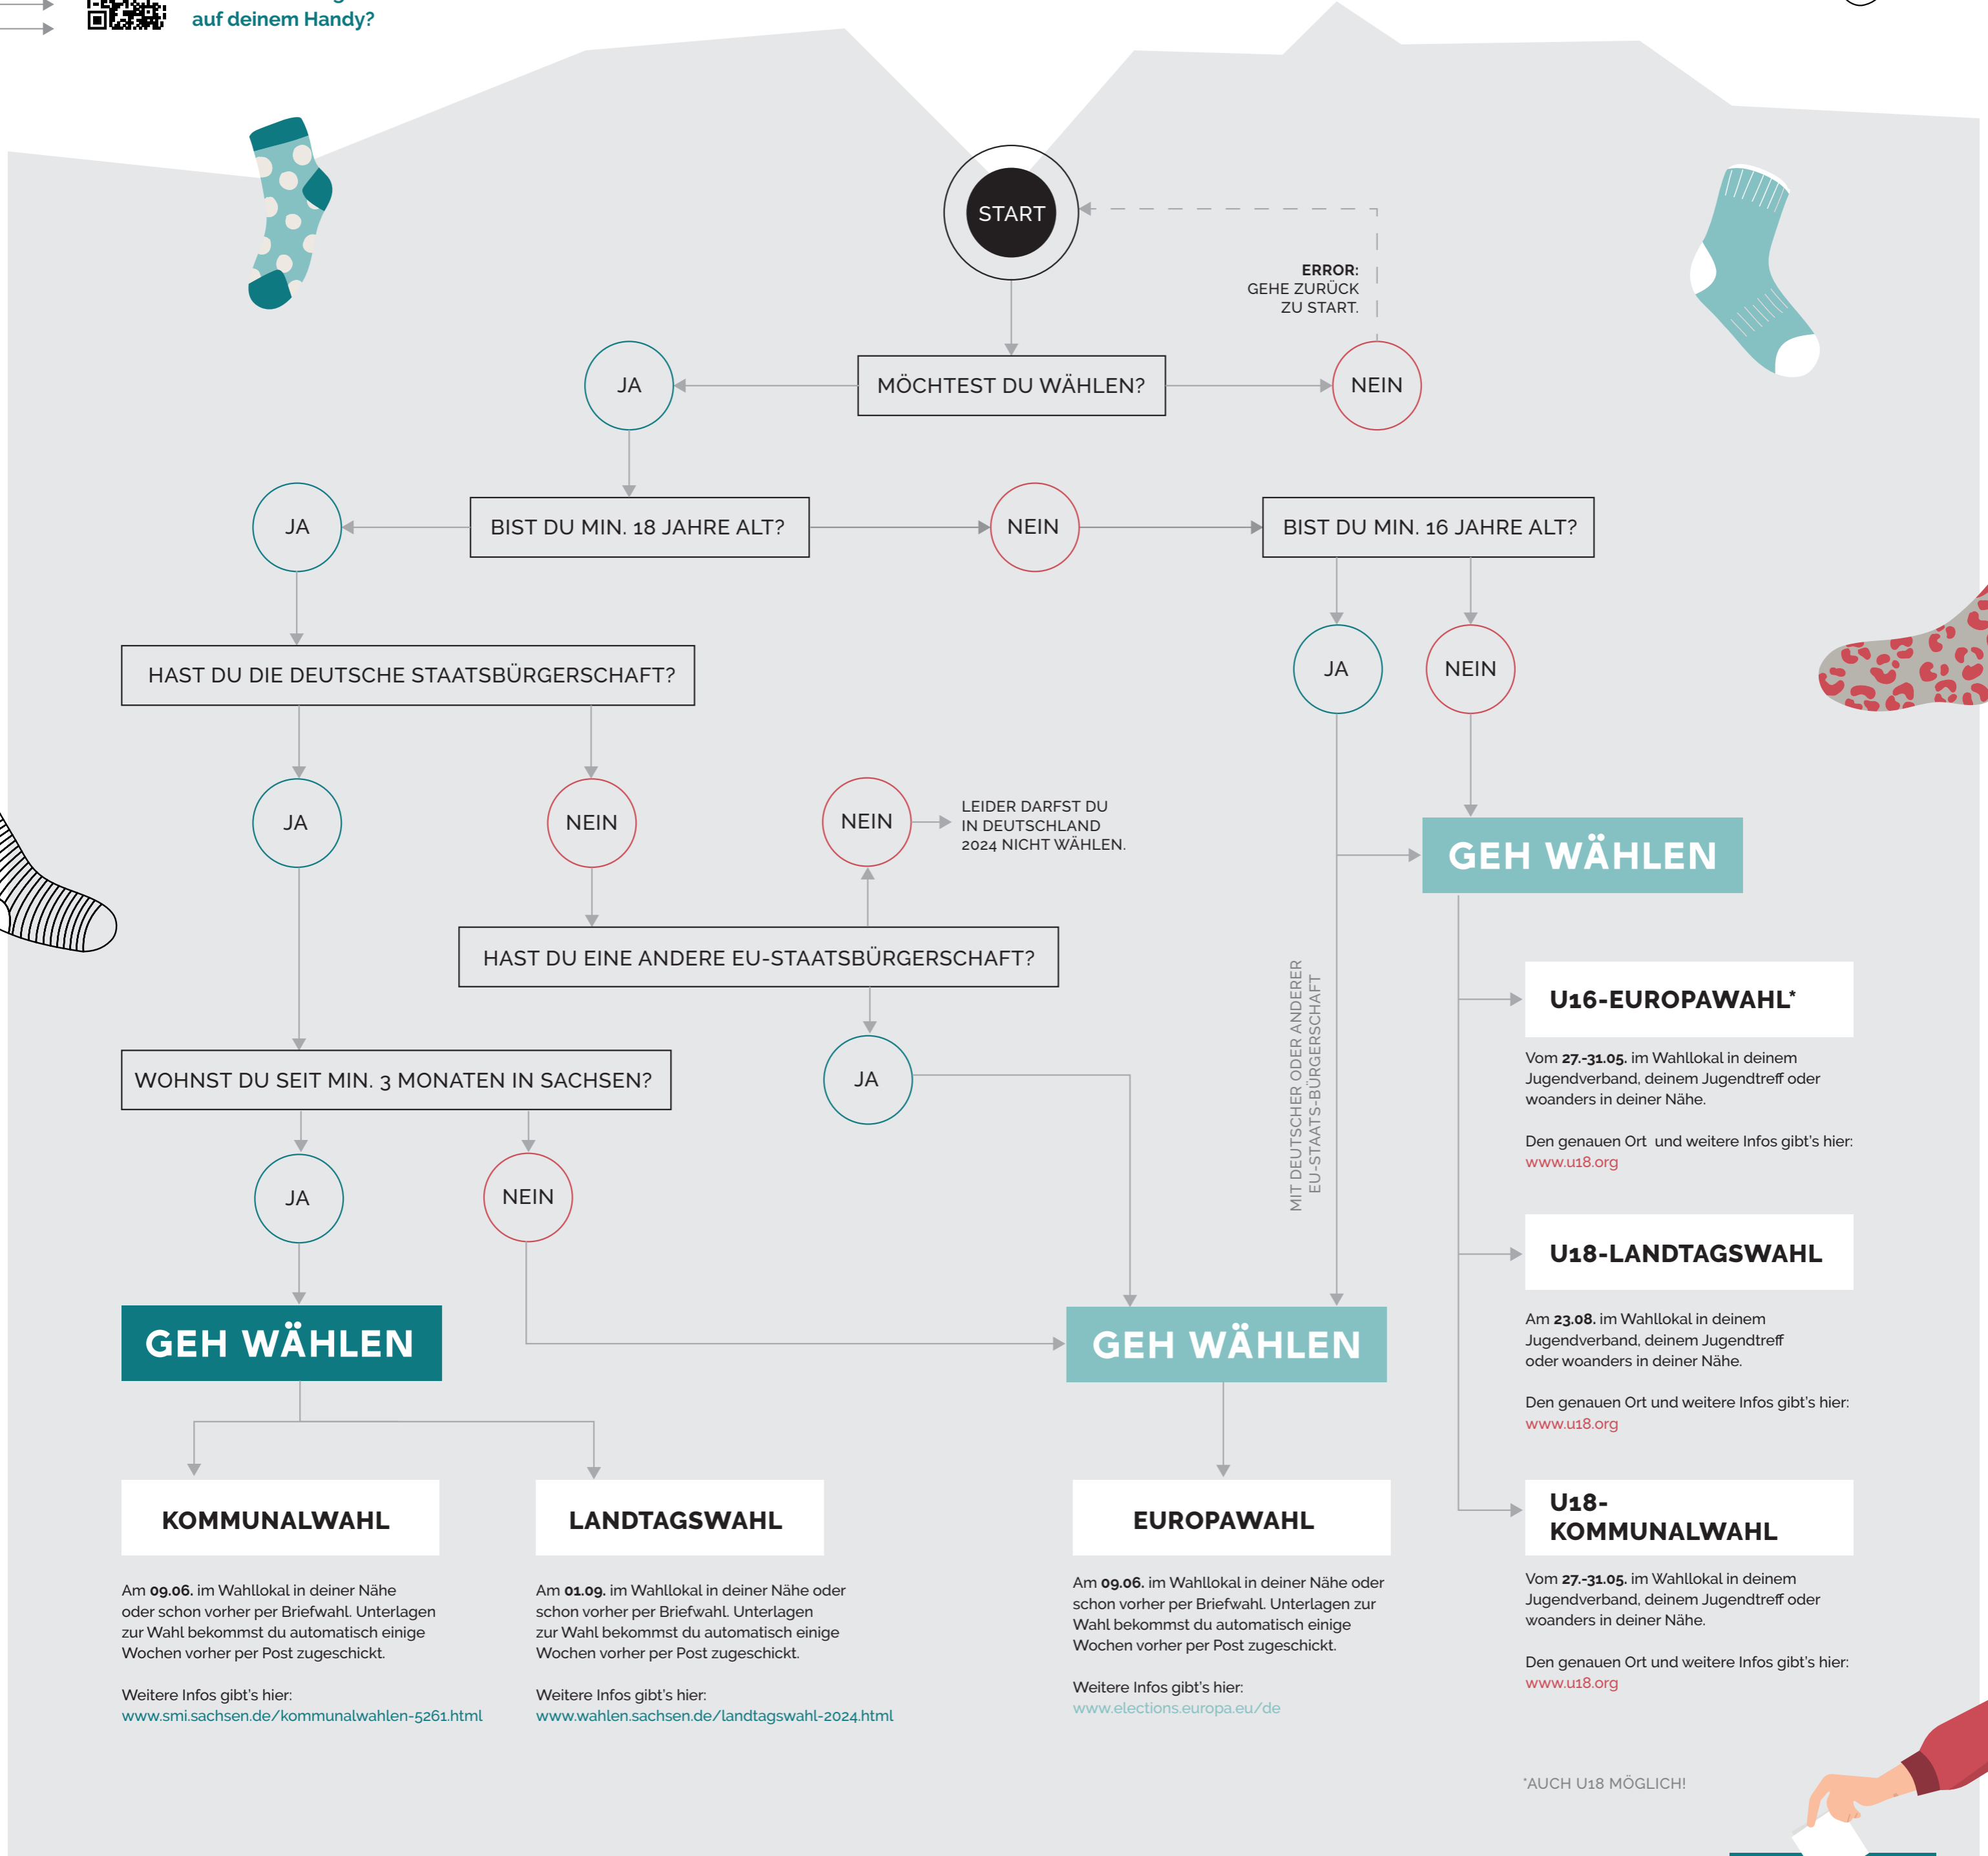 auf deinem Handy?
START
ERROR:
GEHE ZURÜCK
ZU START.
JA
MÖCHTEST DU WÄHLEN?
NEIN
JA
BIST DU MIN. 18 JAHRE ALT?
NEIN
BIST DU MIN. 16 JAHRE ALT?
HAST DU DIE DEUTSCHE STAATSBÜRGERSCHAFT?
JA
NEIN
JA
NEIN
NEIN
LEIDER DARFST DU
IN DEUTSCHLAND
2024 NICHT WÄHLEN.
GEH WÄHLEN
HAST DU EINE ANDERE EU-STAATSBÜRGERSCHAFT?
MIT DEUTSCHER ODER ANDERER
EU-STAATS-BÜRGERSCHAFT
WOHNST DU SEIT MIN. 3 MONATEN IN SACHSEN?
JA
JA
NEIN
GEH WÄHLEN
GEH WÄHLEN
U16-EUROPAWAHL*
Vom 27.-31.05. im Wahllokal in deinem
Jugendverband, deinem Jugendtreff oder
woanders in deiner Nähe.
Den genauen Ort und weitere Infos gibt's hier:
www.u18.org
U18-LANDTAGSWAHL
Am 23.08. im Wahllokal in deinem
Jugendverband, deinem Jugendtreff
oder woanders in deiner Nähe.
Den genauen Ort und weitere Infos gibt's hier:
www.u18.org
KOMMUNALWAHL
Am 09.06. im Wahllokal in deiner Nähe
oder schon vorher per Briefwahl. Unterlagen
zur Wahl bekommst du automatisch einige
Wochen vorher per Post zugeschickt.
Weitere Infos gibt's hier:
www.smi.sachsen.de/kommunalwahlen-5261.html
LANDTAGSWAHL
Am 01.09. im Wahllokal in deiner Nähe oder
schon vorher per Briefwahl. Unterlagen
zur Wahl bekommst du automatisch einige
Wochen vorher per Post zugeschickt.
Weitere Infos gibt's hier:
www.wahlen.sachsen.de/landtagswahl-2024.html
EUROPAWAHL
Am 09.06. im Wahllokal in deiner Nähe oder
schon vorher per Briefwahl. Unterlagen zur
Wahl bekommst du automatisch einige
Wochen vorher per Post zugeschickt.
Weitere Infos gibt's hier:
www.elections.europa.eu/de
U18-
KOMMUNALWAHL
Vom 27.-31.05. im Wahllokal in deinem
Jugendverband, deinem Jugendtreff oder
woanders in deiner Nähe.
Den genauen Ort und weitere Infos gibt's hier:
www.u18.org
*AUCH U18 MÖGLICH!